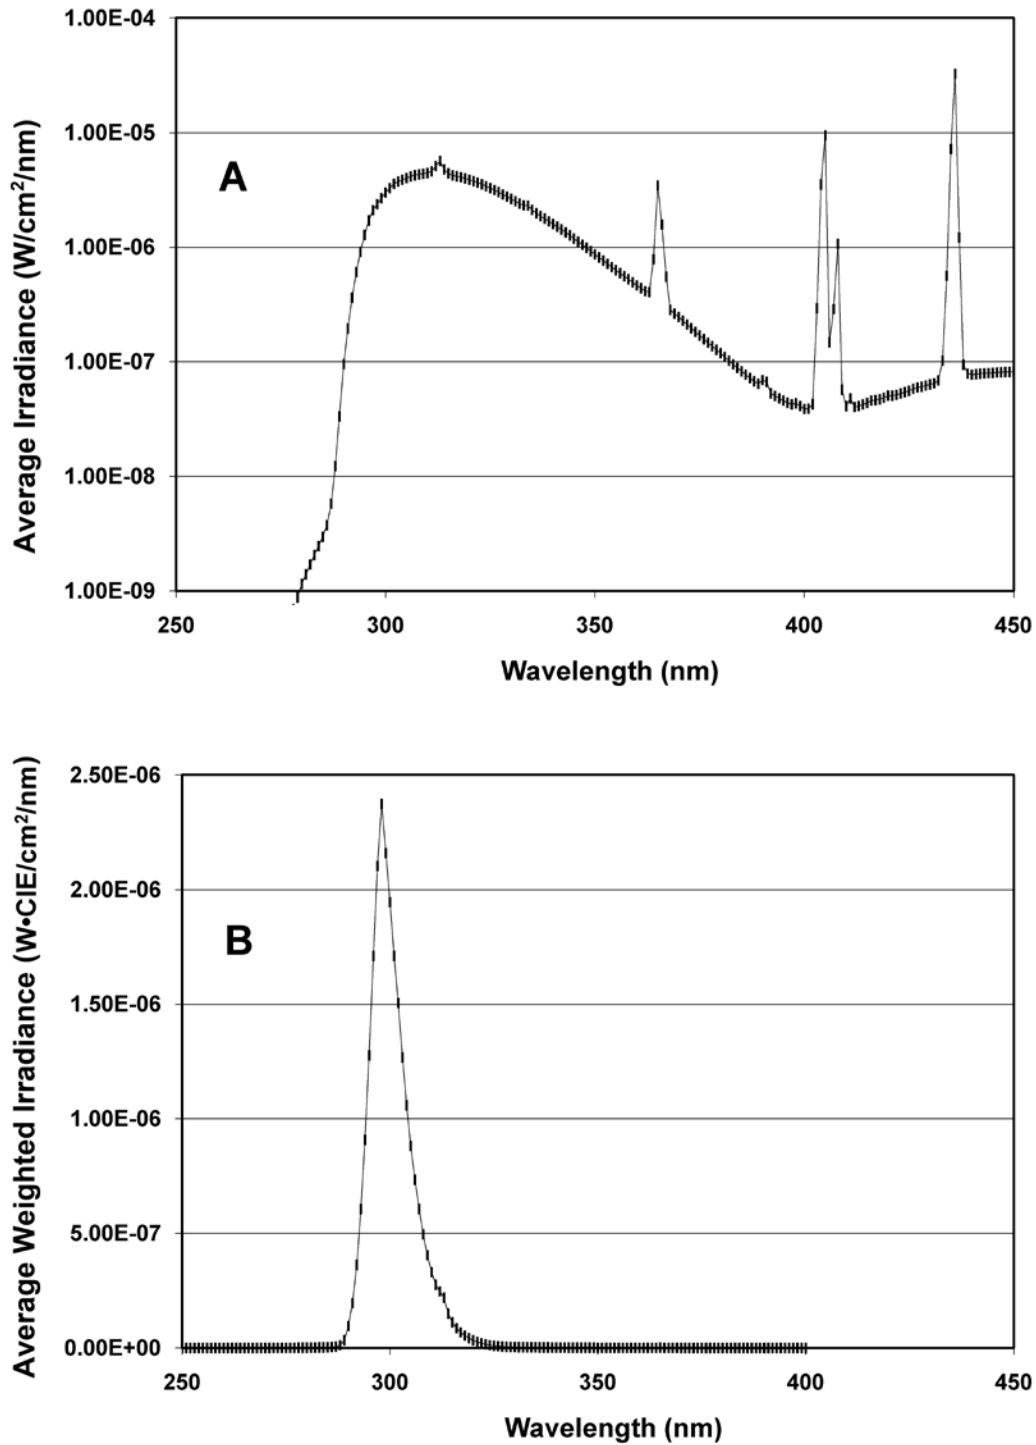 1.00E-04
1.00E-05
1.00E-06
1.00E-07
1.00E-08
1.00E-09
Average Irradiance (W/cm²/nm)
A
250 300 350 400 450
Wavelength (nm)
2.50E-06
2.00E-06
1.50E-06
1.00E-06
5.00E-07
0.00E+00
Average Weighted Irradiance (W•CIE/cm²/nm)
B
250 300 350 400 450
Wavelength (nm)